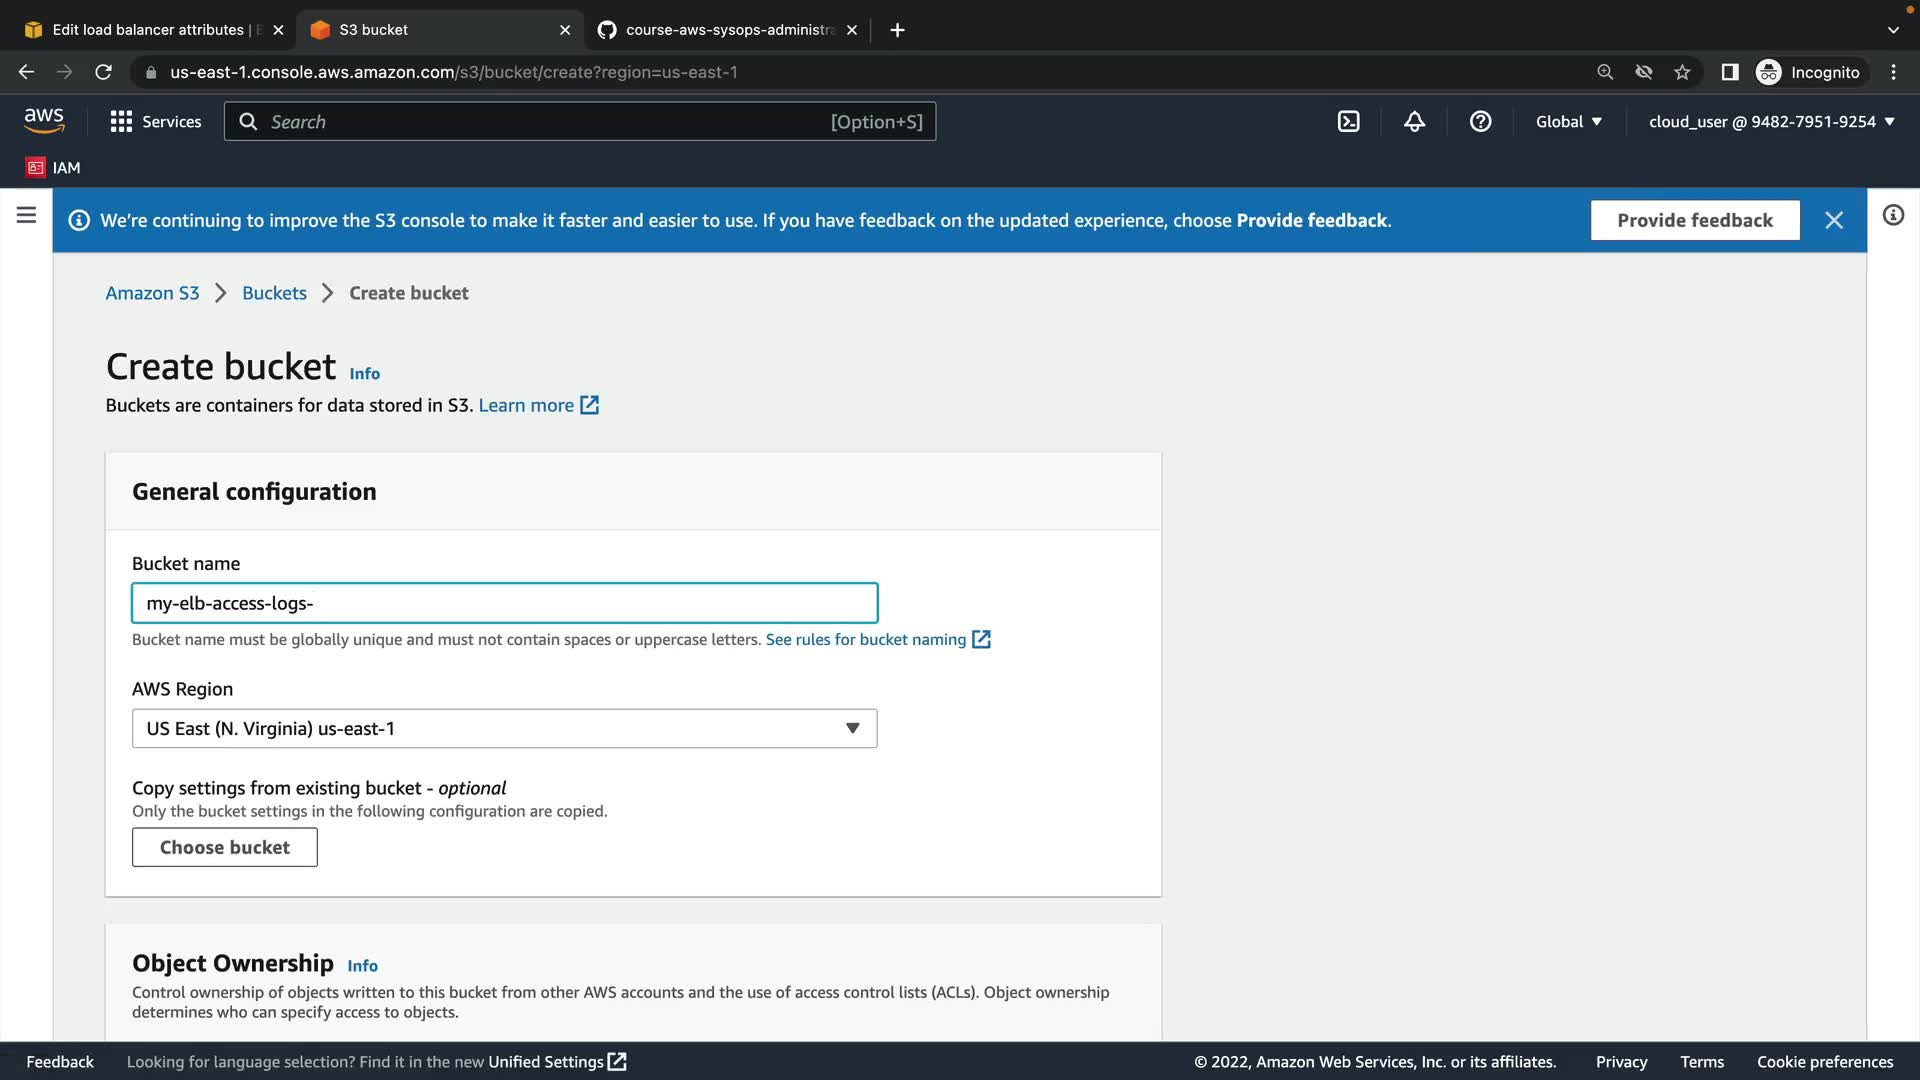 Edit load balancer attributes | E
S3 bucket
course-aws-sysops-administra
us-east-1.console.aws.amazon.com/s3/bucket/create?region=us-east-1
Incognito
aws
Services
Search
[Option+S]
Global
cloud_user @ 9482-7951-9254
IAM
We're continuing to improve the S3 console to make it faster and easier to use. If you have feedback on the updated experience, choose Provide feedback.
Provide feedback
Amazon S3
Buckets
Create bucket
Create bucket Info
Buckets are containers for data stored in S3. Learn more
General configuration
Bucket name
my-elb-access-logs-
Bucket name must be globally unique and must not contain spaces or uppercase letters. See rules for bucket naming
AWS Region
US East (N. Virginia) us-east-1
Copy settings from existing bucket - optional
Only the bucket settings in the following configuration are copied.
Choose bucket
Object Ownership Info
Control ownership of objects written to this bucket from other AWS accounts and the use of access control lists (ACLs). Object ownership
determines who can specify access to objects.
Feedback
Looking for language selection? Find it in the new Unified Settings
© 2022, Amazon Web Services, Inc. or its affiliates.
Privacy
Terms
Cookie preferences